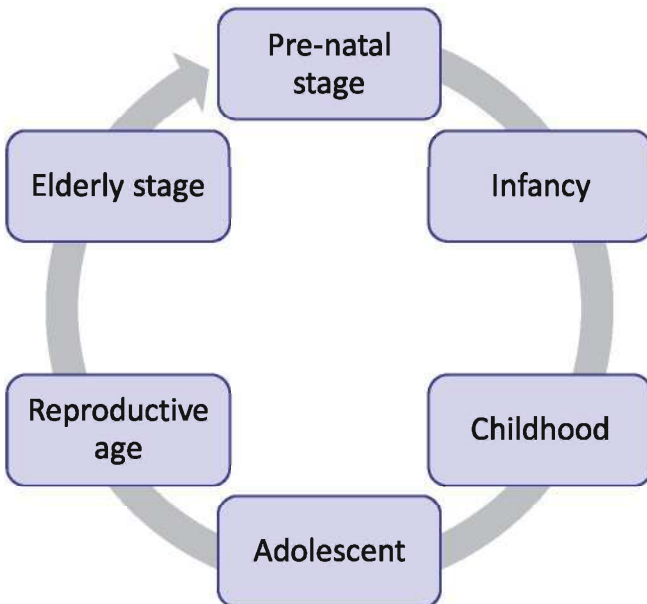 Pre-natal
stage
Infancy
Childhood
Adolescent
Reproductive
age
Elderly stage